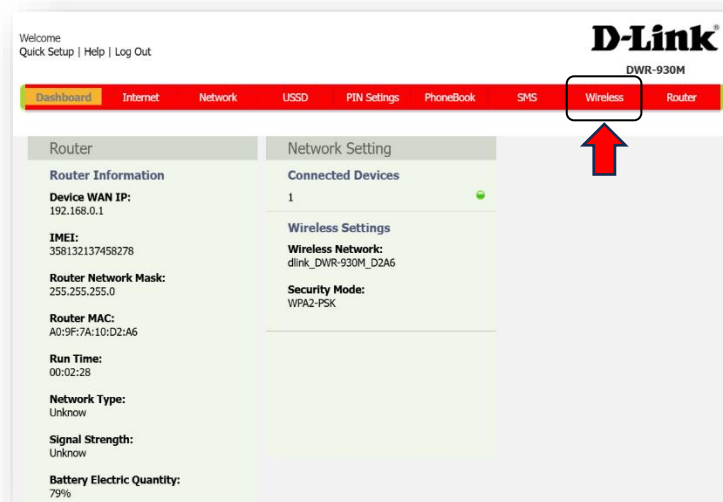 Welcome
Quick Setup | Help | Log Out
D-Link®
DWR-930M
Dashboard Internet Network USSD PIN Setings PhoneBook SMS Wireless Router
Router
Router Information
Device WAN IP:
192.168.0.1
IMEI:
358132137458278
Router Network Mask:
255.255.255.0
Router MAC:
A0:9F:7A:10:D2:A6
Run Time:
00:02:28
Network Type:
Unknow
Signal Strength:
Unknow
Battery Electric Quantity:
79%
Network Setting
Connected Devices
1
Wireless Settings
Wireless Network:
dlink_DWR-930M_D2A6
Security Mode:
WPA2-PSK